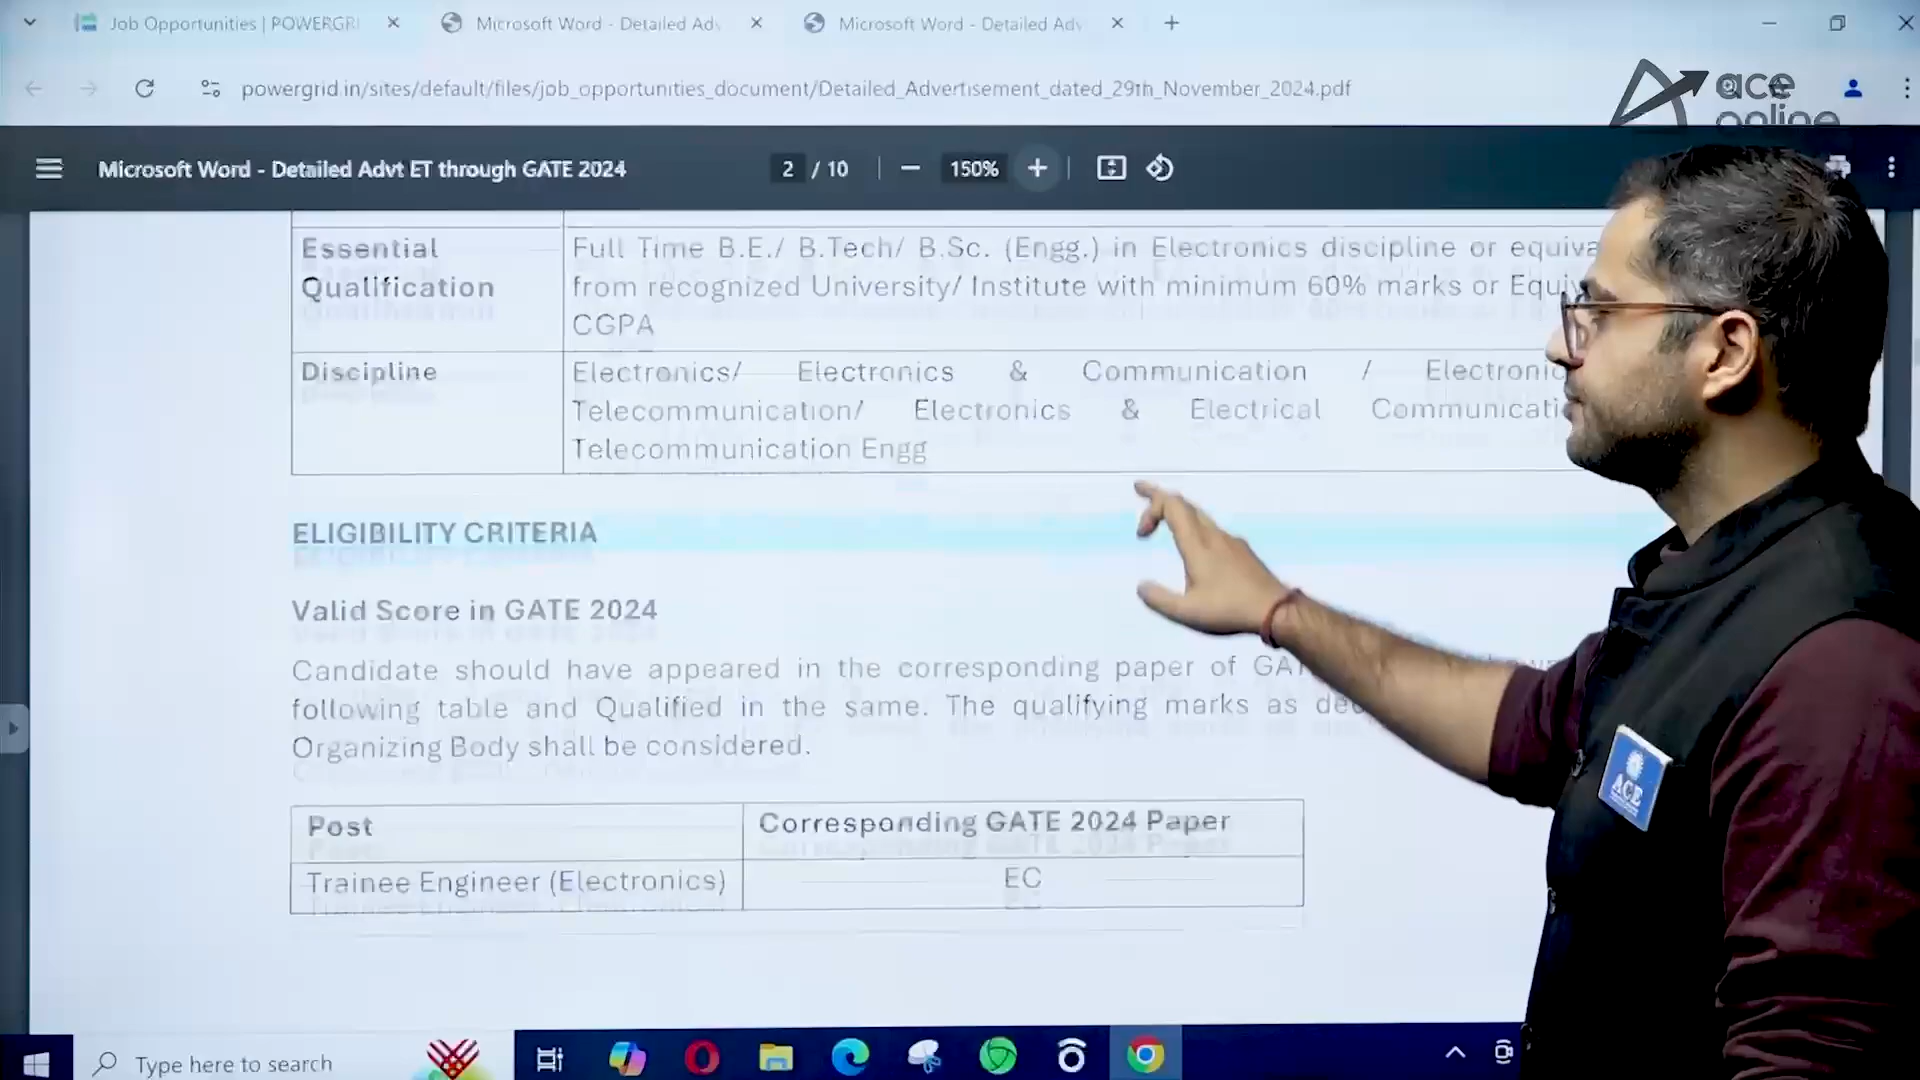 Job Opportunities | POWERGRI
Microsoft Word - Detailed Adv
Microsoft Word - Detailed Adv
powergrid.in/sites/default/files/job_opportunities_document/Detailed_Advertisement_dated_29th_November_2024.pdf
ace
online
Microsoft Word - Detailed Advt ET through GATE 2024
2 / 10
150%
Essential Qualification
Full Time B.E./ B.Tech/ B.Sc. (Engg.) in Electronics discipline or equiva
from recognized University/ Institute with minimum 60% marks or Equiv
CGPA
Discipline
Electronics/ Electronics & Communication / Electronic
Telecommunication/ Electronics & Electrical Communicati
Telecommunication Engg
ELIGIBILITY CRITERIA
Valid Score in GATE 2024
Candidate should have appeared in the corresponding paper of GAT
following table and Qualified in the same. The qualifying marks as dec
Organizing Body shall be considered.
Post
Corresponding GATE 2024 Paper
Trainee Engineer (Electronics)
EC
ACE
Type here to search